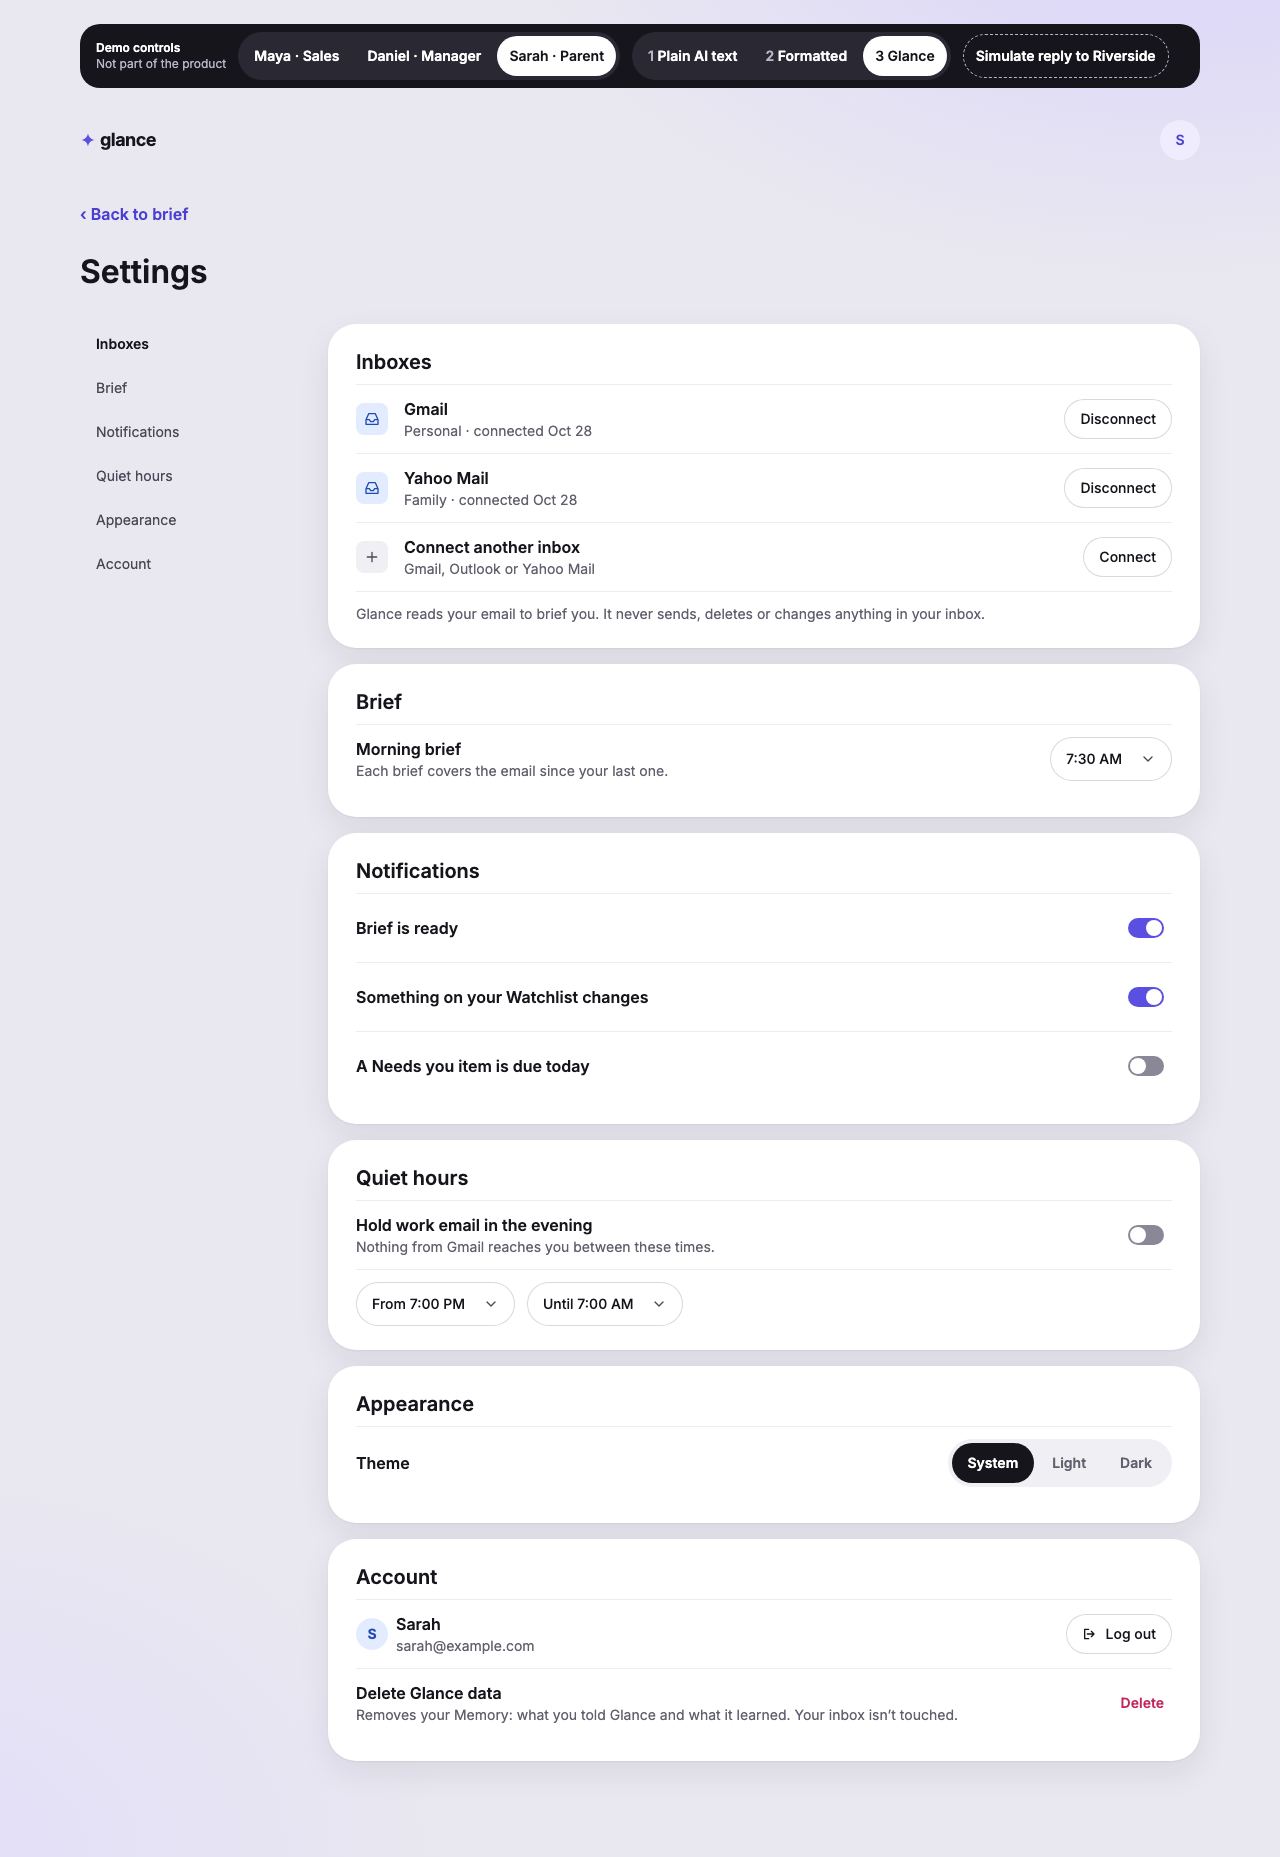 Demo controls
Not part of the product
Maya · Sales
Daniel · Manager
Sarah · Parent
1 Plain AI text
2 Formatted
3 Glance
Simulate reply to Riverside
glance
S
‹ Back to brief
Settings
Inboxes
Brief
Notifications
Quiet hours
Appearance
Account
Inboxes
Gmail
Personal · connected Oct 28
Disconnect
Yahoo Mail
Family · connected Oct 28
Disconnect
Connect another inbox
Gmail, Outlook or Yahoo Mail
Connect
Glance reads your email to brief you. It never sends, deletes or changes anything in your inbox.
Brief
Morning brief
Each brief covers the email since your last one.
7:30 AM
Notifications
Brief is ready
Something on your Watchlist changes
A Needs you item is due today
Quiet hours
Hold work email in the evening
Nothing from Gmail reaches you between these times.
From 7:00 PM
Until 7:00 AM
Appearance
Theme
System
Light
Dark
Account
S
Sarah
sarah@example.com
Log out
Delete Glance data
Removes your Memory: what you told Glance and what it learned. Your inbox isn’t touched.
Delete